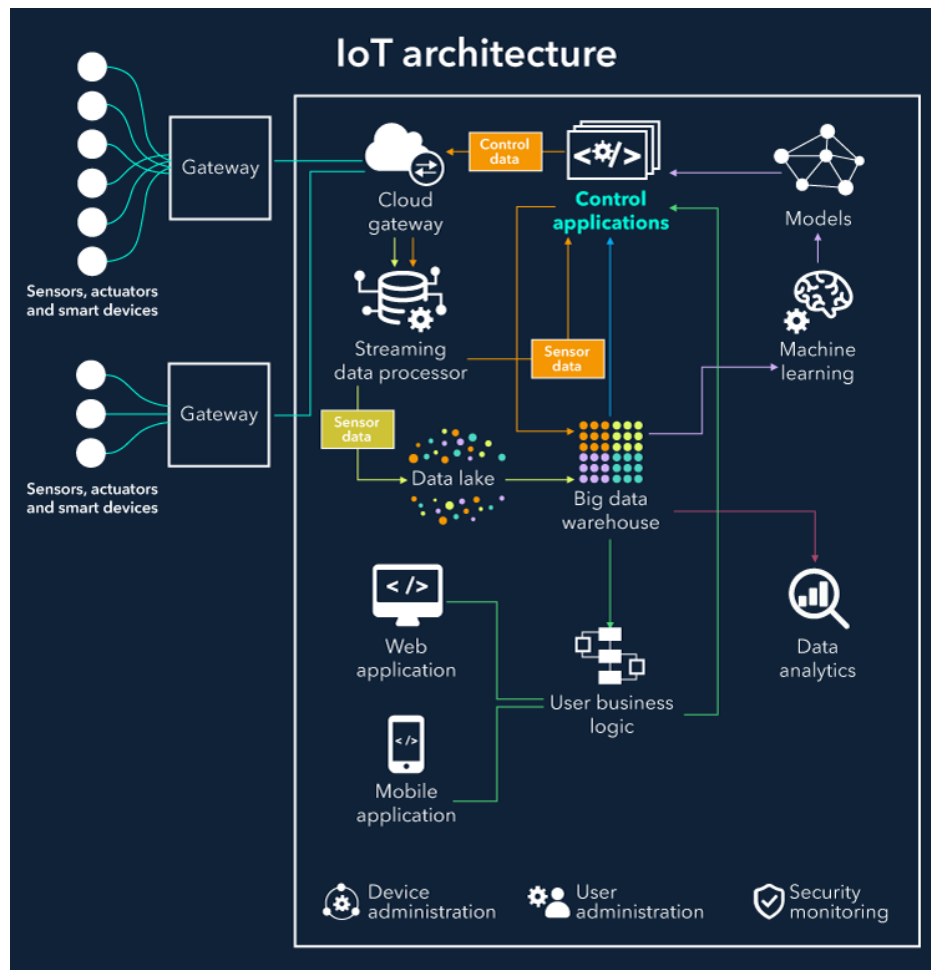 IoT architecture
Gateway
Sensors, actuators
and smart devices
Gateway
Sensors, actuators
and smart devices
Cloud
gateway
Control
data
</>
Control
applications
Models
Streaming
data processor
Sensor
data
Machine
learning
Sensor
data
Data lake
Big data
warehouse
</>
Web
application
User business
logic
Data
analytics
</>
Mobile
application
Device
administration
User
administration
Security
monitoring